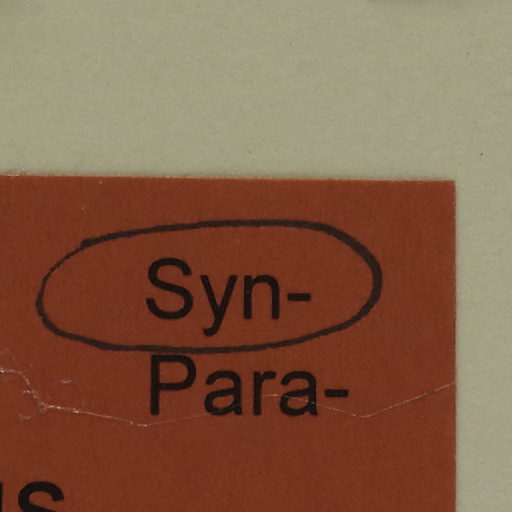 Syn-
Para-